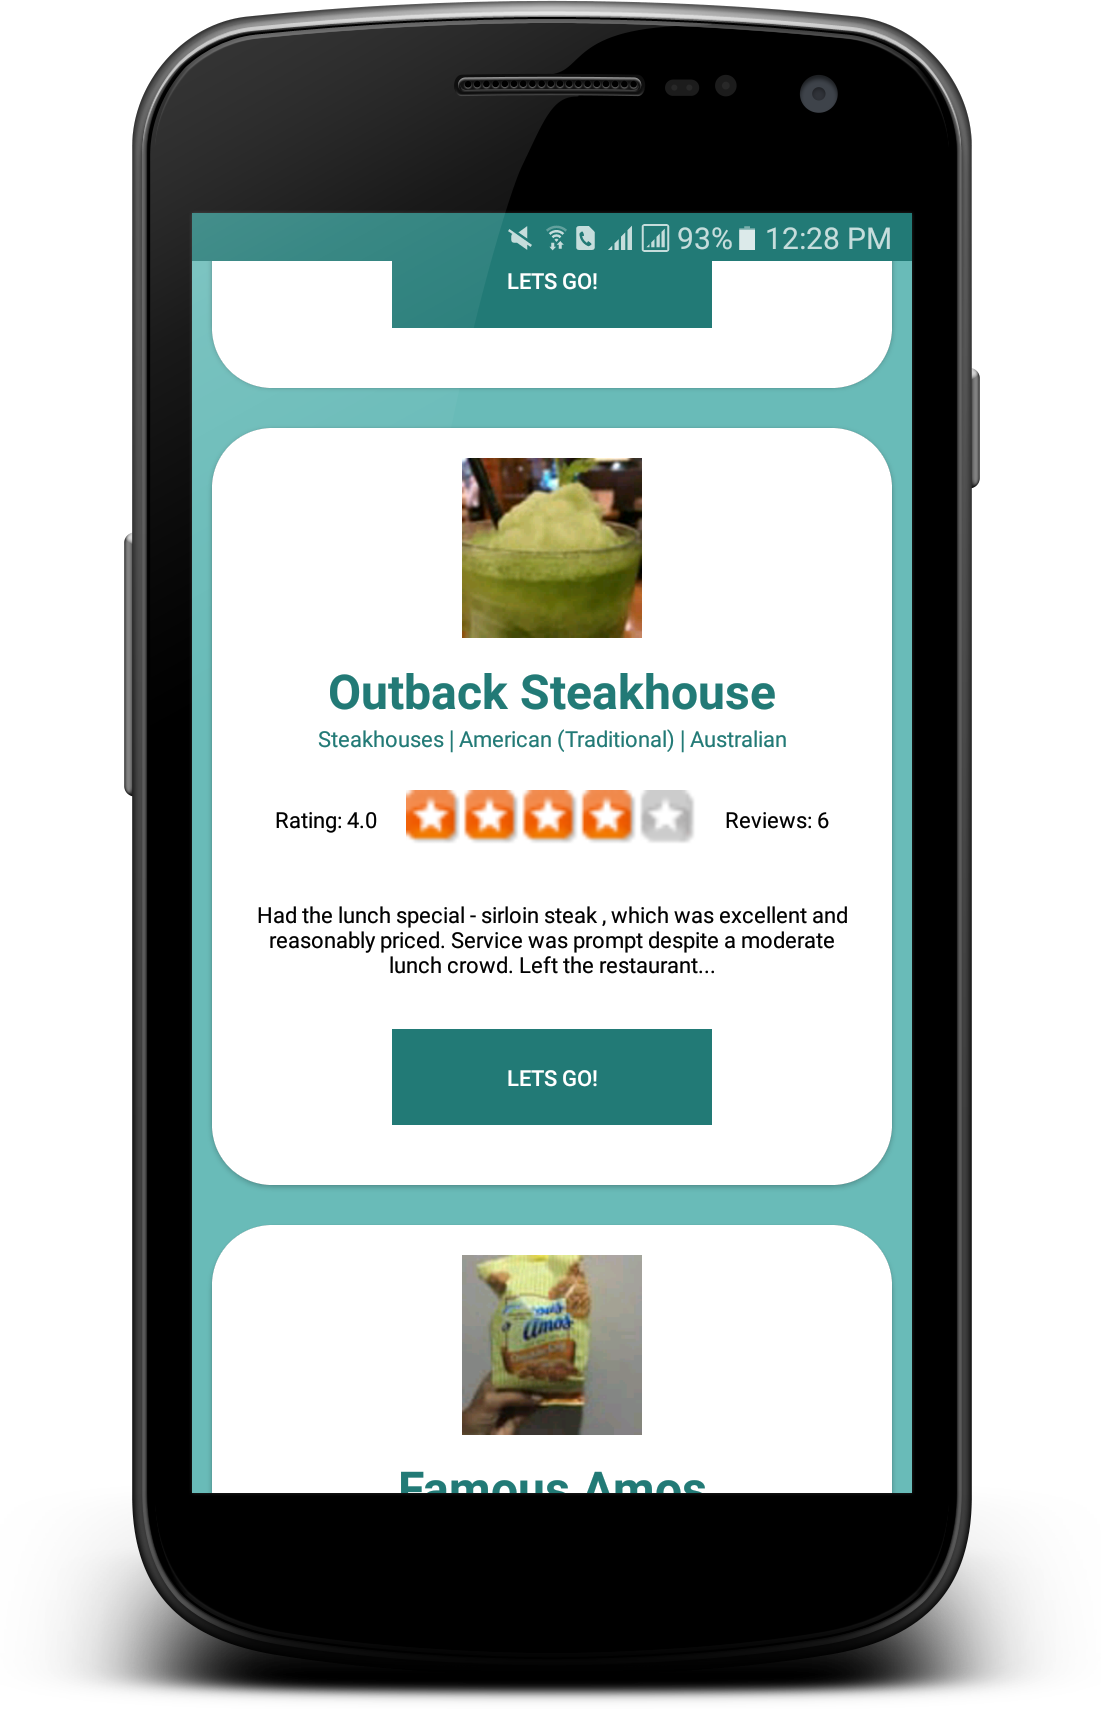 93% 12:28 PM
LETS GO!
Outback Steakhouse
Steakhouses | American (Traditional) | Australian
Rating: 4.0 Reviews: 6
Had the lunch special - sirloin steak , which was excellent and
reasonably priced. Service was prompt despite a moderate
lunch crowd. Left the restaurant...
LETS GO!
Amos
Famous Amos